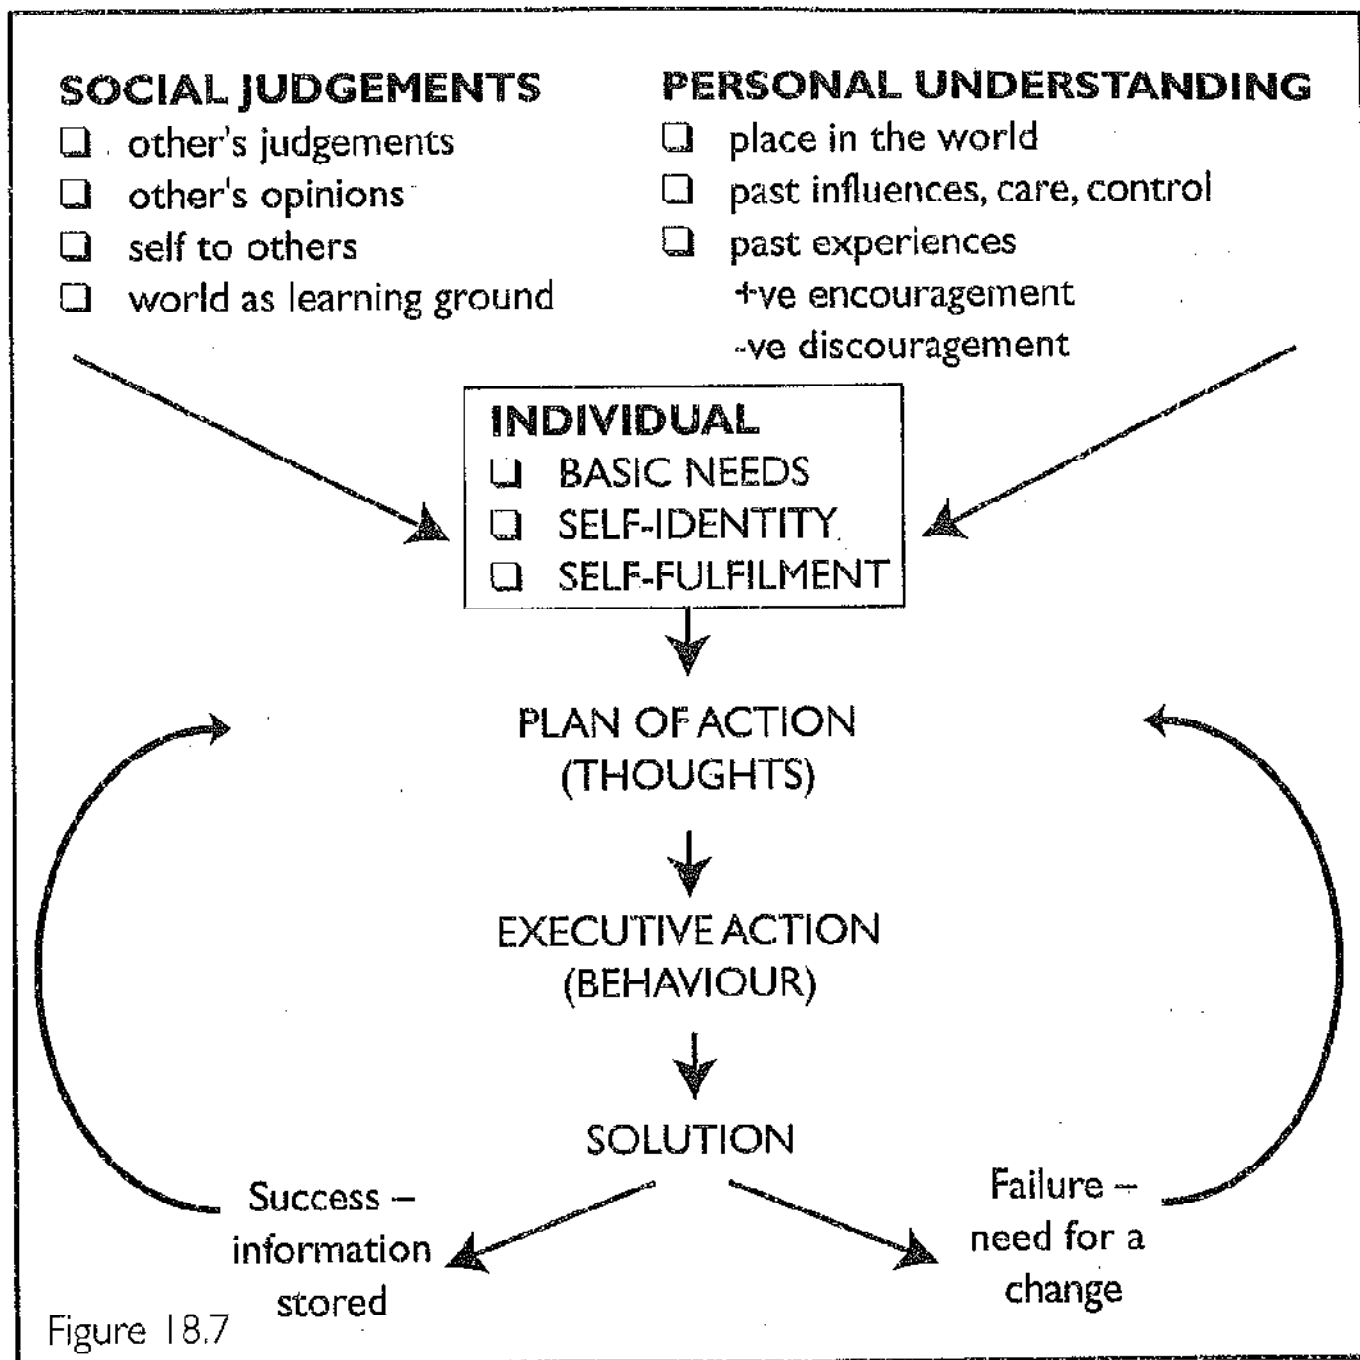 SOCIAL JUDGEMENTS
❑ other's judgements
❑ other's opinions
❑ self to others
❑ world as learning ground
PERSONAL UNDERSTANDING
❑ place in the world
❑ past influences, care, control
❑ past experiences
+ve encouragement
-ve discouragement
INDIVIDUAL
❑ BASIC NEEDS
❑ SELF-IDENTITY
❑ SELF-FULFILMENT
PLAN OF ACTION
(THOUGHTS)
EXECUTIVE ACTION
(BEHAVIOUR)
SOLUTION
Success –
information
stored
Failure –
need for a
change
Figure 18.7